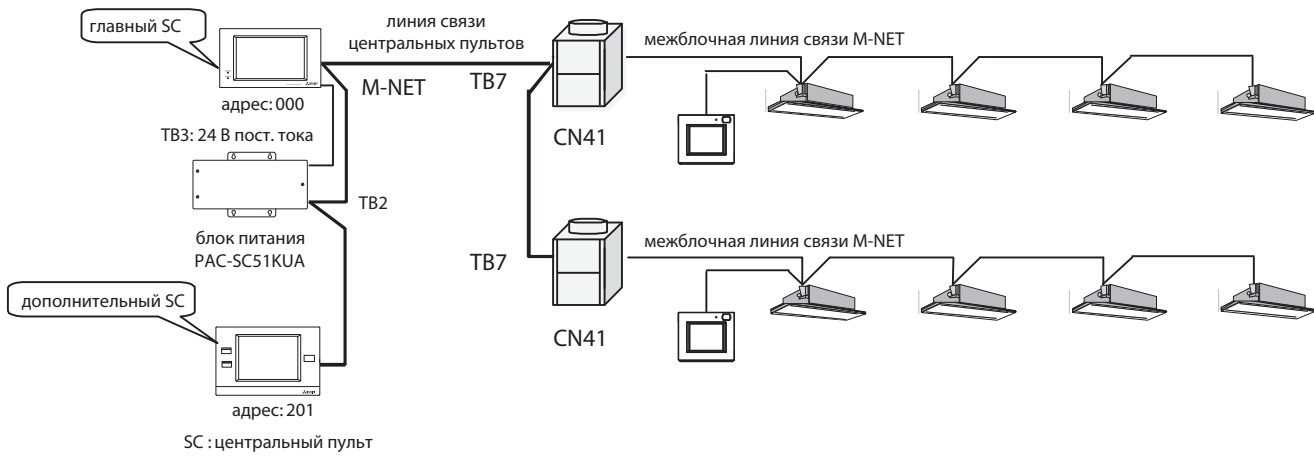 главный SC
адрес: 000
TB3: 24 В пост. тока
блок питания
PAC-SC51KUA
TB2
дополнительный SC
адрес: 201
SC : центральный пульт
линия связи
центральных пультов
M-NET
TB7
CN41
межблочная линия связи M-NET
TB7
CN41
межблочная линия связи M-NET